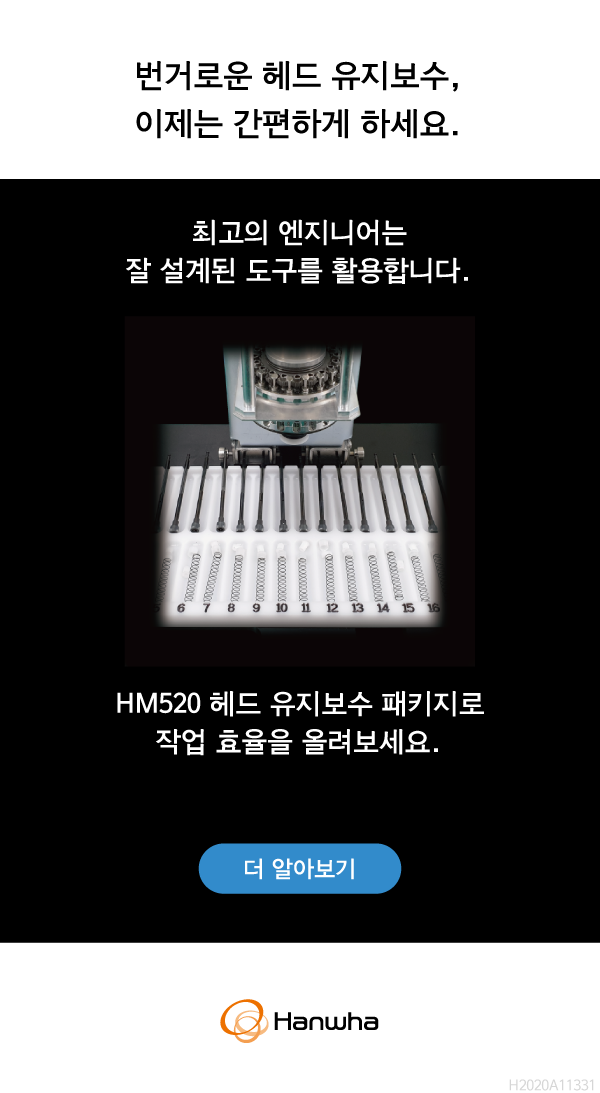 번거로운 헤드 유지보수,
이제는 간편하게 하세요.
최고의 엔지니어는
잘 설계된 도구를 활용합니다.
6 7 8 9 10 11 12 13 14 15 16
HM520 헤드 유지보수 패키지로
작업 효율을 올려보세요.
더 알아보기
Hanwha
H2020A11331